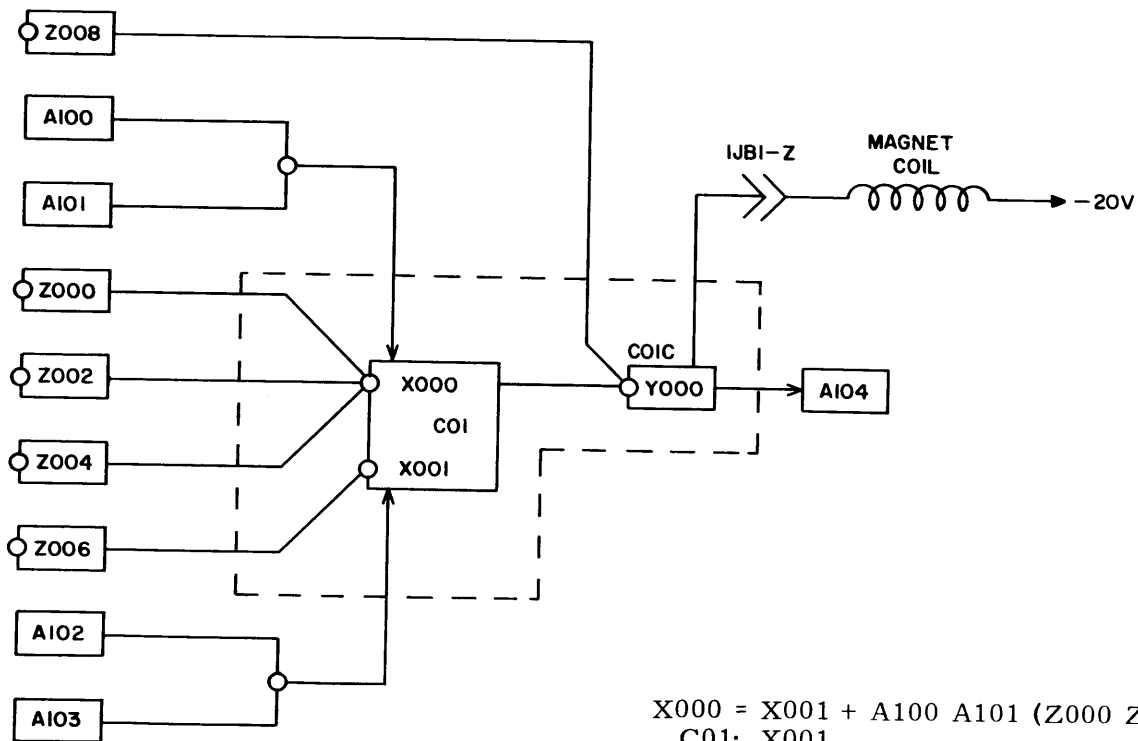 Z008
A100
A101
Z000
Z002
Z004
Z006
A102
A103
X000
C01
X001
C01C
Y000
A104
1JB1-Z
MAGNET
COIL
-20V
X000 = X001 + A100 A101 (Z000 Z
C01: X001